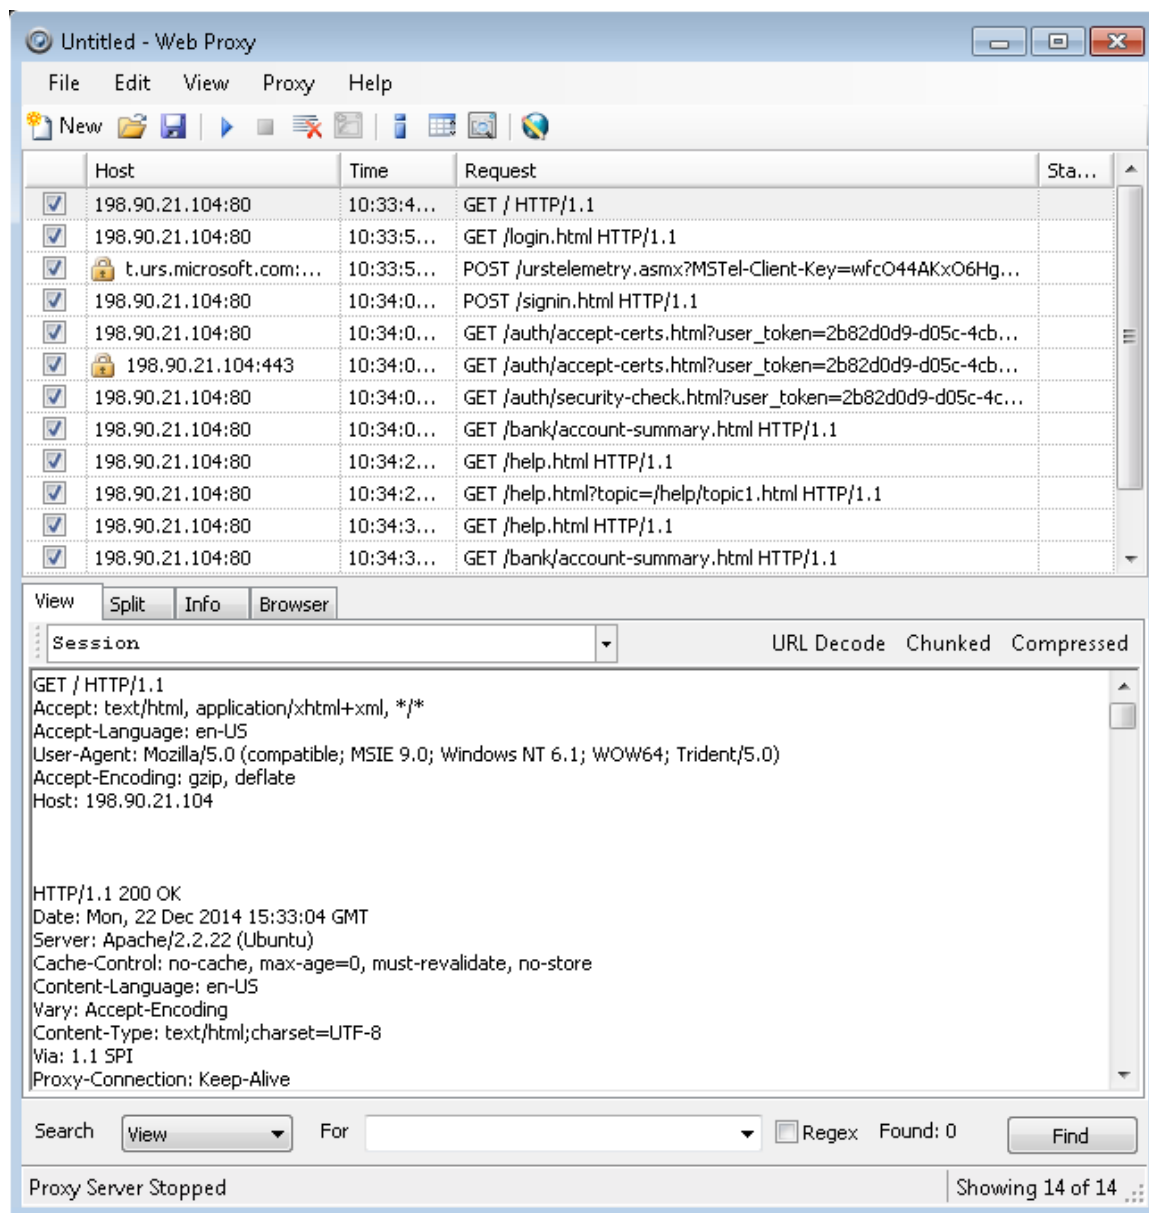 Untitled - Web Proxy
File Edit View Proxy Help
New
Host Time Request Sta...
198.90.21.104:80 10:33:4... GET / HTTP/1.1
198.90.21.104:80 10:33:5... GET /login.html HTTP/1.1
t.urs.microsoft.com:... 10:33:5... POST /urstelemetry.asmx?MSTel-Client-Key=wfcO44AKxO6Hg...
198.90.21.104:80 10:34:0... POST /signin.html HTTP/1.1
198.90.21.104:80 10:34:0... GET /auth/accept-certs.html?user_token=2b82d0d9-d05c-4cb...
198.90.21.104:443 10:34:0... GET /auth/accept-certs.html?user_token=2b82d0d9-d05c-4cb...
198.90.21.104:80 10:34:0... GET /auth/security-check.html?user_token=2b82d0d9-d05c-4c...
198.90.21.104:80 10:34:0... GET /bank/account-summary.html HTTP/1.1
198.90.21.104:80 10:34:2... GET /help.html HTTP/1.1
198.90.21.104:80 10:34:2... GET /help.html?topic=/help/topic1.html HTTP/1.1
198.90.21.104:80 10:34:3... GET /help.html HTTP/1.1
198.90.21.104:80 10:34:3... GET /bank/account-summary.html HTTP/1.1
View Split Info Browser
Session URL Decode Chunked Compressed
GET / HTTP/1.1
Accept: text/html, application/xhtml+xml, */*
Accept-Language: en-US
User-Agent: Mozilla/5.0 (compatible; MSIE 9.0; Windows NT 6.1; WOW64; Trident/5.0)
Accept-Encoding: gzip, deflate
Host: 198.90.21.104
HTTP/1.1 200 OK
Date: Mon, 22 Dec 2014 15:33:04 GMT
Server: Apache/2.2.22 (Ubuntu)
Cache-Control: no-cache, max-age=0, must-revalidate, no-store
Content-Language: en-US
Vary: Accept-Encoding
Content-Type: text/html;charset=UTF-8
Via: 1.1 SPI
Proxy-Connection: Keep-Alive
Search View For Regex Found: 0 Find
Proxy Server Stopped Showing 14 of 14